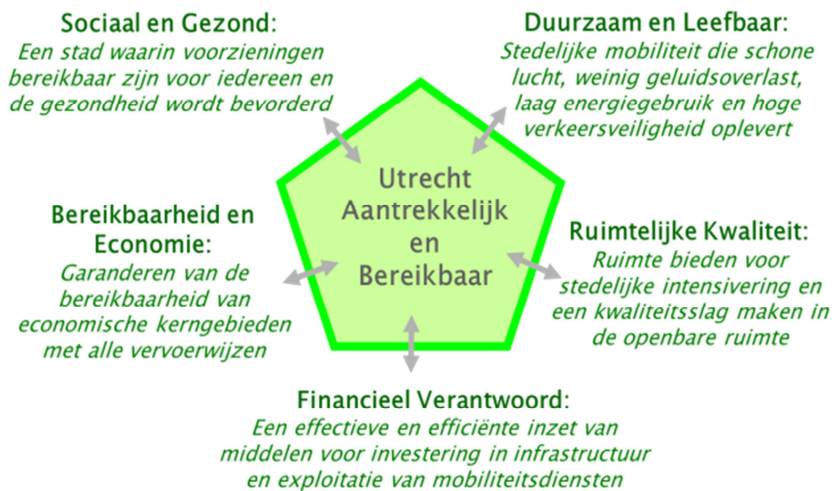 Sociaal en Gezond:
Een stad waarin voorzieningen
bereikbaar zijn voor iedereen en
de gezondheid wordt bevorderd
Duurzaam en Leefbaar:
Stedelijke mobiliteit die schone
lucht, weinig geluidsoverlast,
laag energiegebruik en hoge
verkeersveiligheid oplevert
Utrecht
Aantrekkelijk
en
Bereikbaar
Bereikbaarheid en
Economie:
Garanderen van de
bereikbaarheid van
economische kerngebieden
met alle vervoerwijzen
Ruimtelijke Kwaliteit:
Ruimte bieden voor
stedelijke intensivering en
een kwaliteitsslag maken in
de openbare ruimte
Financieel Verantwoord:
Een effectieve en efficiënte inzet van
middelen voor investering in infrastructuur
en exploitatie van mobiliteitsdiensten